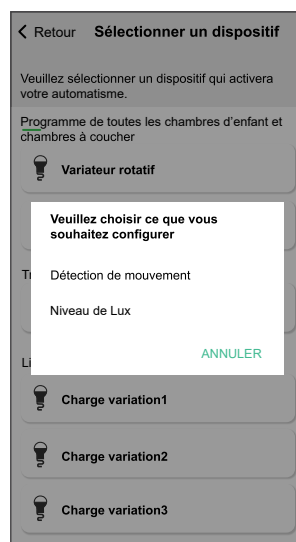 Retour
Sélectionner un dispositif
Veuillez sélectionner un dispositif qui activera
votre automatisme.
Programme de toutes les chambres d'enfant et
chambres à coucher
Variateur rotatif
Veuillez choisir ce que vous
souhaitez configurer
Détection de mouvement
Niveau de Lux
ANNULER
Charge variation1
Charge variation2
Charge variation3